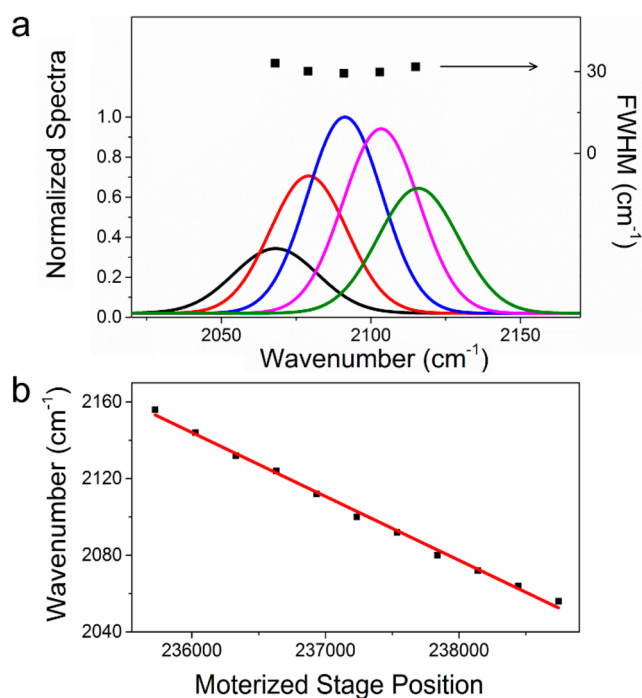 a
Normalized Spectra
1.0
0.8
0.6
0.4
0.2
0.0
2050
2100
2150
Wavenumber (cm⁻¹)
30
0
FWHM (cm⁻¹)
b
Wavenumber (cm⁻¹)
2160
2120
2080
2040
236000
237000
238000
Moterized Stage Position